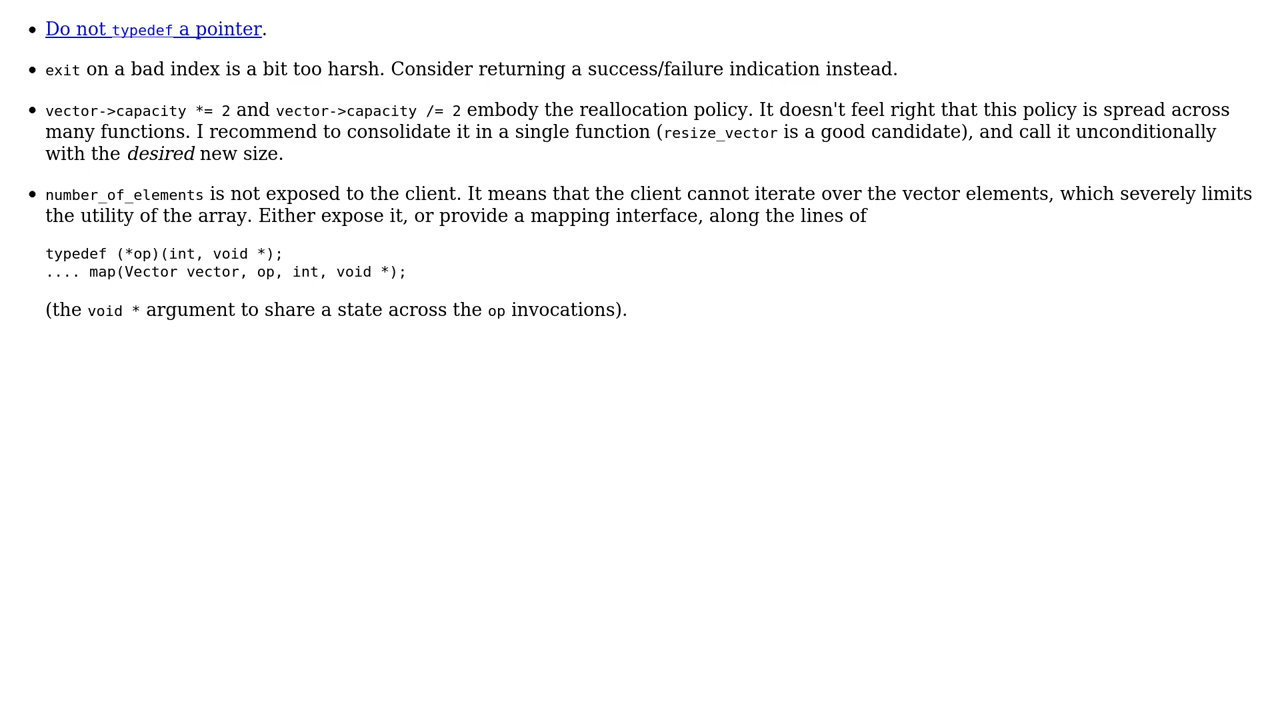 • Do not typedef a pointer.
• exit on a bad index is a bit too harsh. Consider returning a success/failure indication instead.
• vector->capacity *= 2 and vector->capacity /= 2 embody the reallocation policy. It doesn't feel right that this policy is spread across
many functions. I recommend to consolidate it in a single function (resize_vector is a good candidate), and call it unconditionally
with the desired new size.
• number_of_elements is not exposed to the client. It means that the client cannot iterate over the vector elements, which severely limits
the utility of the array. Either expose it, or provide a mapping interface, along the lines of
typedef (*op)(int, void *);
.... map(Vector vector, op, int, void *);
(the void * argument to share a state across the op invocations).